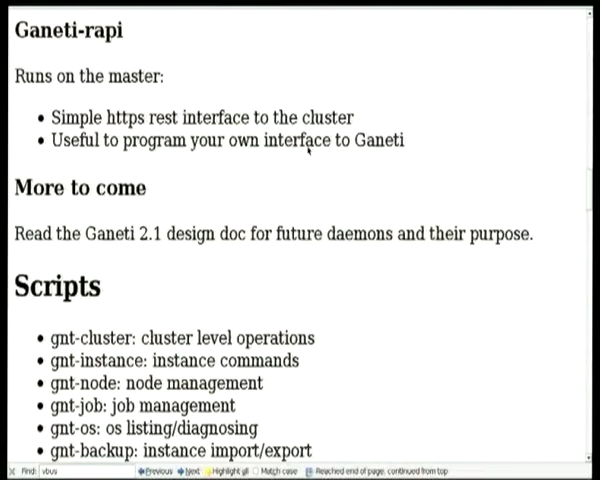 Ganeti-rapi
Runs on the master:
• Simple https rest interface to the cluster
• Useful to program your own interface to Ganeti
More to come
Read the Ganeti 2.1 design doc for future daemons and their purpose.
Scripts
• gnt-cluster: cluster level operations
• gnt-instance: instance commands
• gnt-node: node management
• gnt-job: job management
• gnt-os: os listing/diagnosing
• gnt-backup: instance import/export
Find: vbus Previous Next Highlight all Match case Reached end of page, continued from top